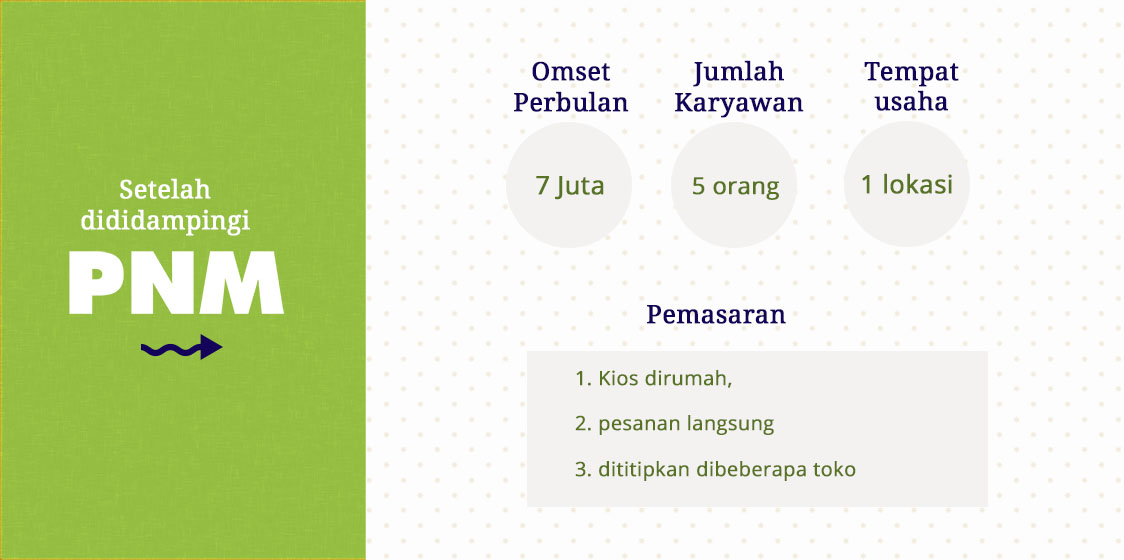 Setelah
dididampingi
PNM
Omset
Perbulan
7 Juta
Jumlah
Karyawan
5 orang
Tempat
usaha
1 lokasi
Pemasaran
1. Kios dirumah,
2. pesanan langsung
3. dititipkan dibeberapa toko